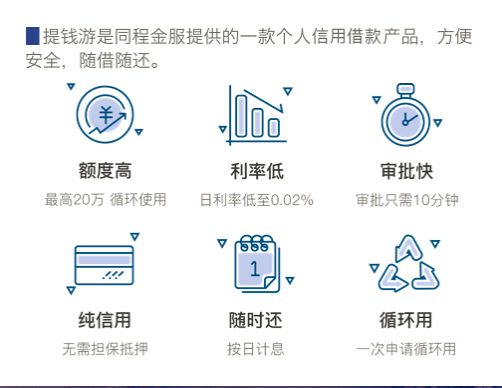 提钱游是同程金服提供的一款个人信用借款产品，方便
安全，随借随还。
额度高 利率低 审批快
最高20万 循环使用 日利率低至0.02% 审批只需10分钟
1
纯信用 随时还 循环用
无需担保抵押 按日计息 一次申请循环用